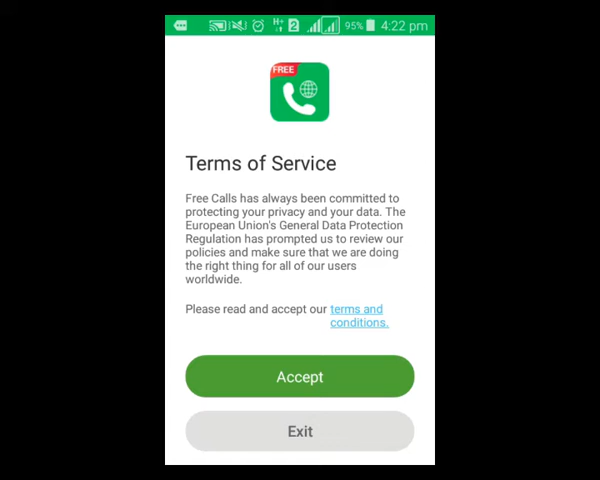 H+ 2 95% 4:22 pm
FREE
Terms of Service
Free Calls has always been committed to
protecting your privacy and your data. The
European Union's General Data Protection
Regulation has prompted us to review our
policies and make sure that we are doing
the right thing for all of our users
worldwide.
Please read and accept our terms and
conditions.
Accept
Exit